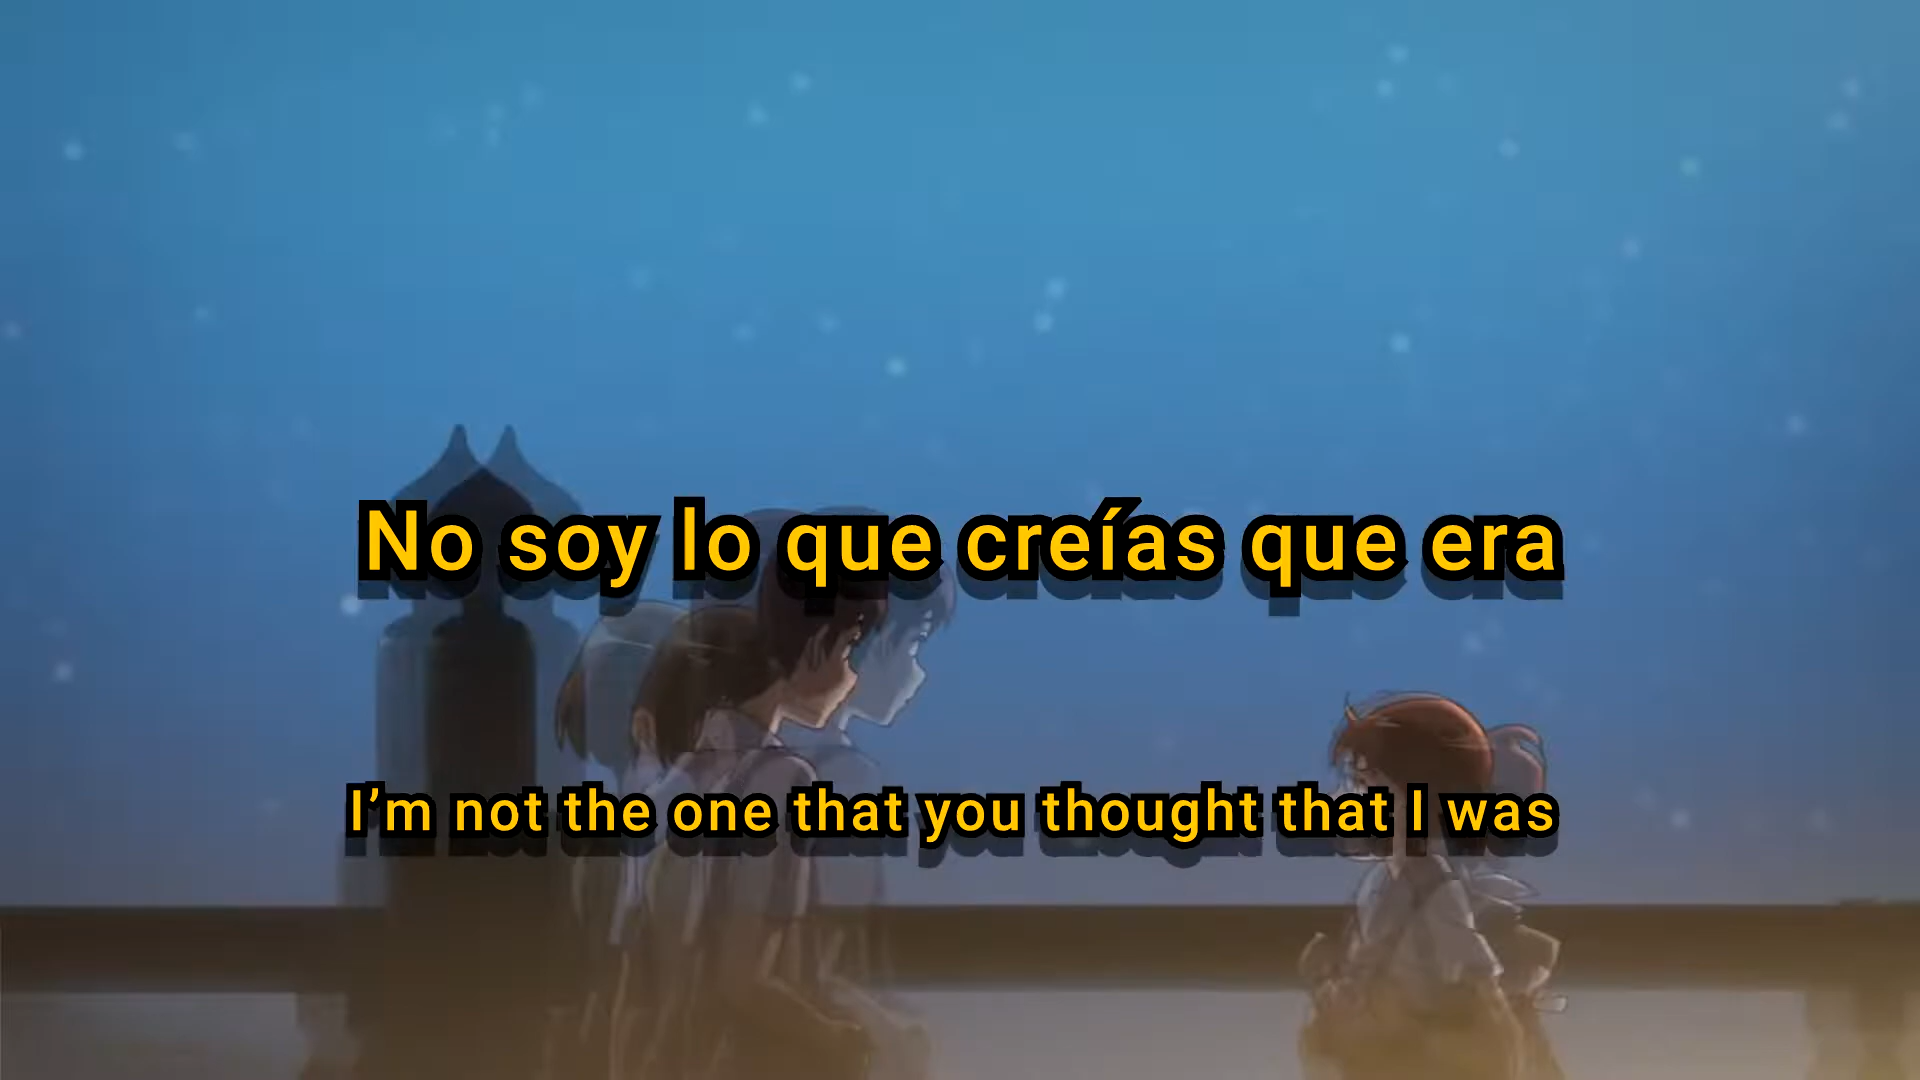 No soy lo que creías que era
I’m not the one that you thought that I was